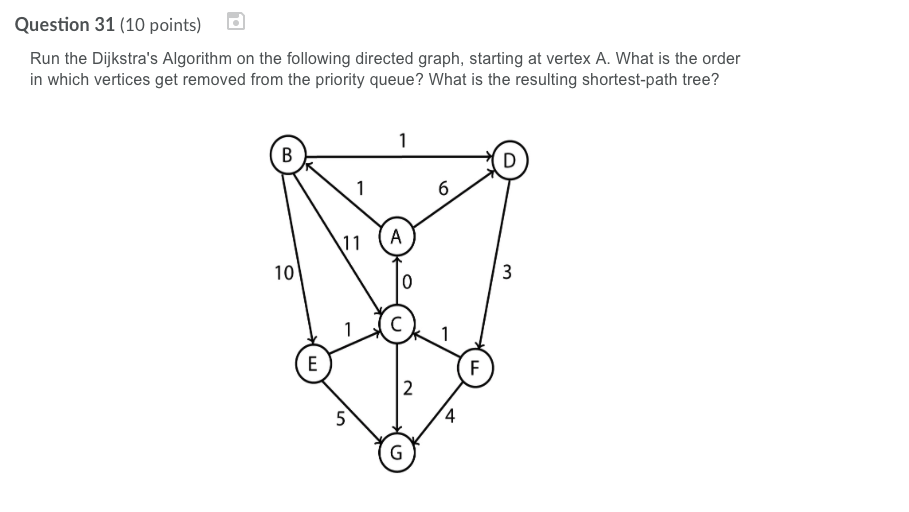 Question 31 (10 points)
Run the Dijkstra's Algorithm on the following directed graph, starting at vertex A. What is the order
in which vertices get removed from the priority queue? What is the resulting shortest-path tree?
1
B
D
1
6
11
A
10
0
3
1
C
1
E
F
2
5
4
G